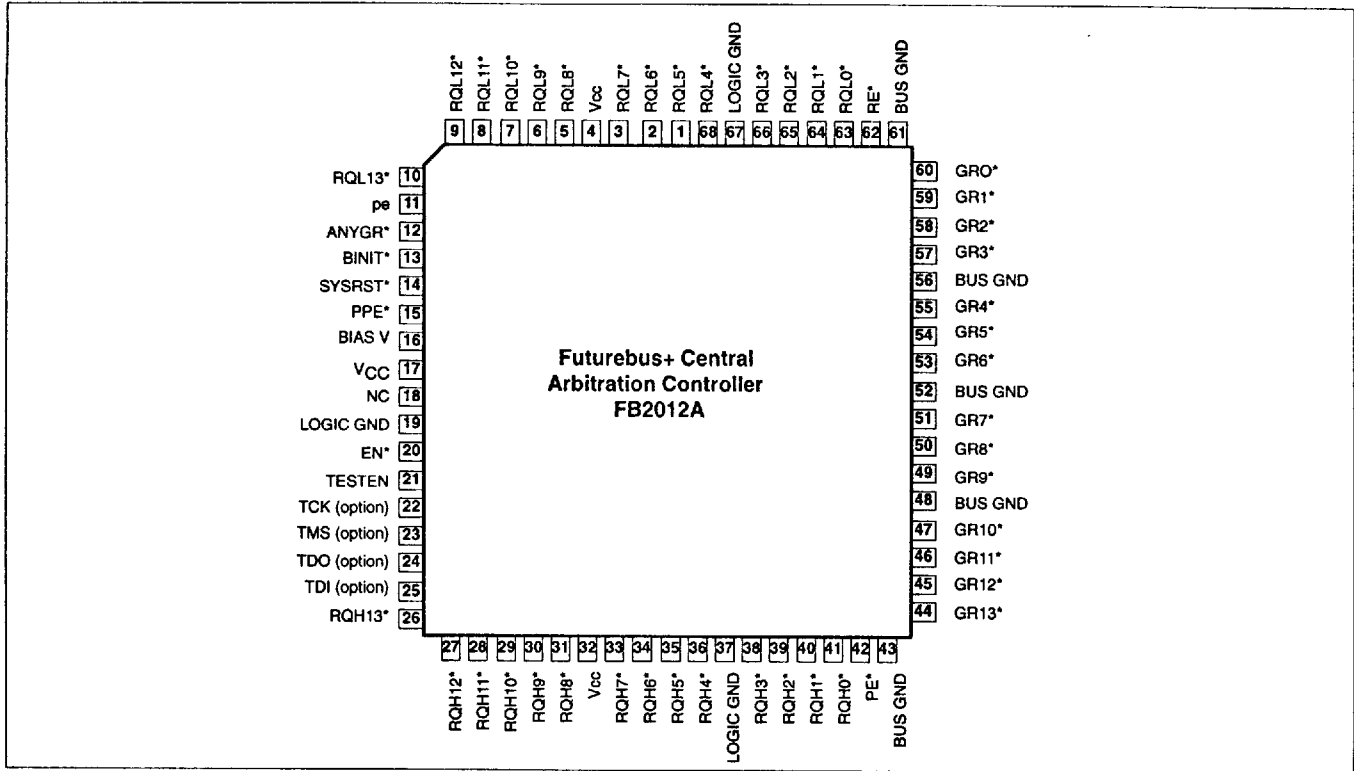 RQL12* RQL11* RQL10* RQL9* RQL8* Vcc RQL7* RQL6* RQL5* RQL4* LOGIC GND RQL3* RQL2* RQL1* RQL0* RE* BUS GND
9 8 7 6 5 4 3 2 1 68 67 66 65 64 63 62 61
RQL13* 10
pe 11
ANYGR* 12
BINIT* 13
SYSRST* 14
PPE* 15
BIAS V 16
VCC 17
NC 18
LOGIC GND 19
EN* 20
TESTEN 21
TCK (option) 22
TMS (option) 23
TDO (option) 24
TDI (option) 25
RQH13* 26
Futurebus+ Central
Arbitration Controller
FB2012A
60 GR0*
59 GR1*
58 GR2*
57 GR3*
56 BUS GND
55 GR4*
54 GR5*
53 GR6*
52 BUS GND
51 GR7*
50 GR8*
49 GR9*
48 BUS GND
47 GR10*
46 GR11*
45 GR12*
44 GR13*
27 28 29 30 31 32 33 34 35 36 37 38 39 40 41 42 43
RQH12* RQH11* RQH10* RQH9* RQH8* Vcc RQH7* RQH6* RQH5* RQH4* LOGIC GND RQH3* RQH2* RQH1* RQH0* PE* BUS GND